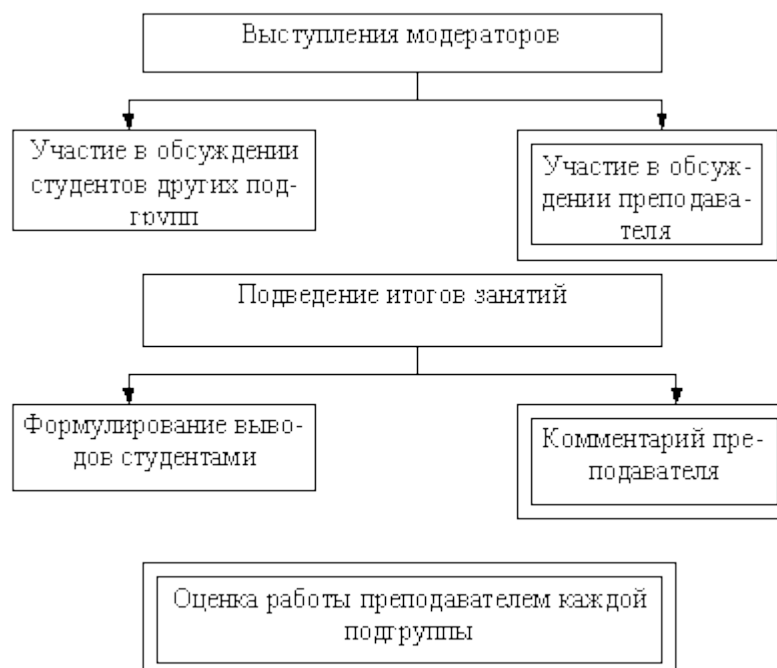 Выступления модераторов
Участие в обсуждении
студентов других под-
групп
Участие в обсуж-
дении преподава-
теля
Подведение итогов занятий
Формулирование выво-
дов студентами
Комментарий пре-
подавателя
Оценка работы преподавателем каждой
подгруппы